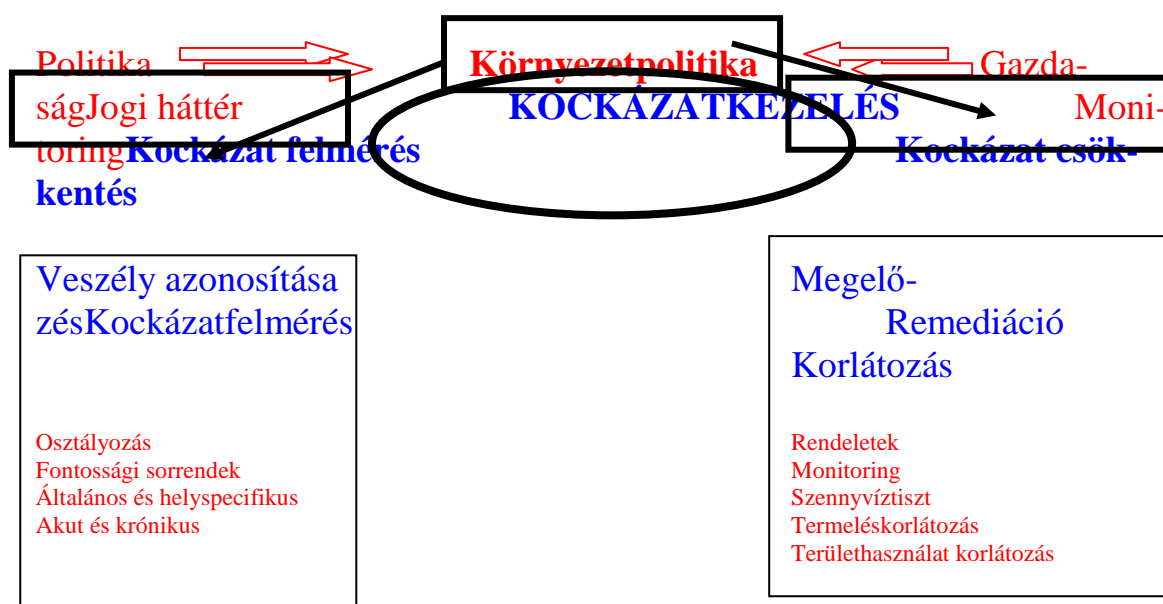 Politika Környezetpolitika Gazda-
ságJogi háttér KOCKÁZATKEZELÉS Moni-
toringKockázat felmérés Kockázat csök-
kentés
Veszély azonosítása
zésKockázatfelmérés
Osztályozás
Fontossági sorrendek
Általános és helyspecifikus
Akut és krónikus
Megelő-
Remediáció
Korlátozás
Rendeletek
Monitoring
Szennyvíztiszt
Terméléskorlátozás
Területhasználat korlátozás